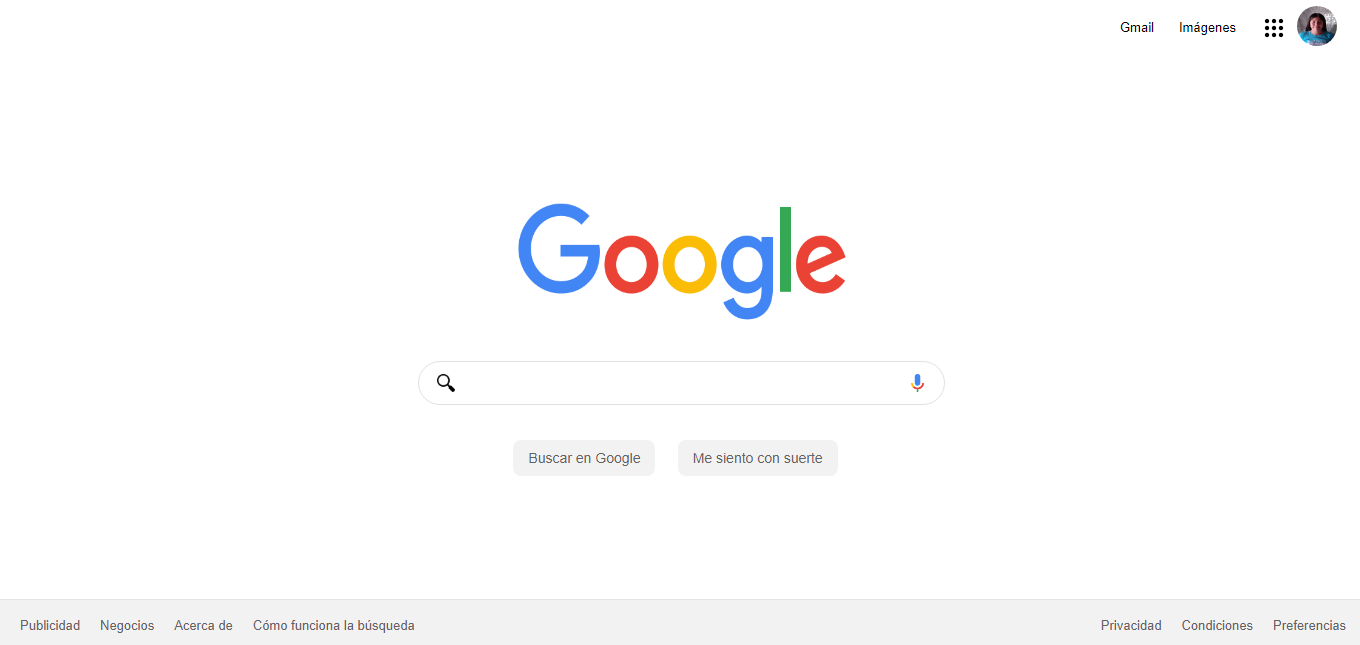 Gmail Imágenes
Google
Buscar en Google Me siento con suerte
Publicidad Negocios Acerca de Cómo funciona la búsqueda Privacidad Condiciones Preferencias